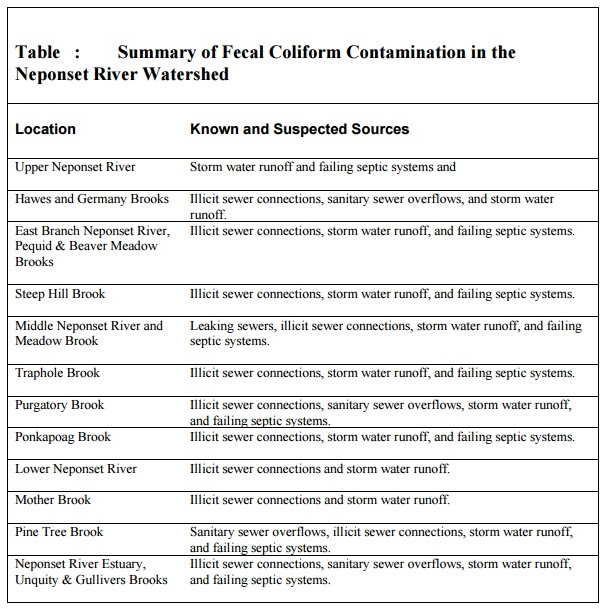 Table : Summary of Fecal Coliform Contamination in the
Neponset River Watershed
Location Known and Suspected Sources
Upper Neponset River Storm water runoff and failing septic systems and
Hawes and Germany Brooks Illicit sewer connections, sanitary sewer overflows, and storm water
runoff.
East Branch Neponset River, Illicit sewer connections, storm water runoff, and failing septic systems.
Pequid & Beaver Meadow
Brooks
Steep Hill Brook Illicit sewer connections, storm water runoff, and failing septic systems.
Middle Neponset River and Leaking sewers, illicit sewer connections, storm water runoff, and failing
Meadow Brook septic systems.
Traphole Brook Illicit sewer connections, storm water runoff, and failing septic systems.
Purgatory Brook Illicit sewer connections, sanitary sewer overflows, storm water runoff,
and failing septic systems.
Ponkapoag Brook Illicit sewer connections, storm water runoff, and failing septic systems.
Lower Neponset River Illicit sewer connections and storm water runoff.
Mother Brook Illicit sewer connections and storm water runoff.
Pine Tree Brook Sanitary sewer overflows, illicit sewer connections, storm water runoff,
and failing septic systems.
Neponset River Estuary, Illicit sewer connections, sanitary sewer overflows, storm water runoff,
Unquity & Gullivers Brooks and failing septic systems.